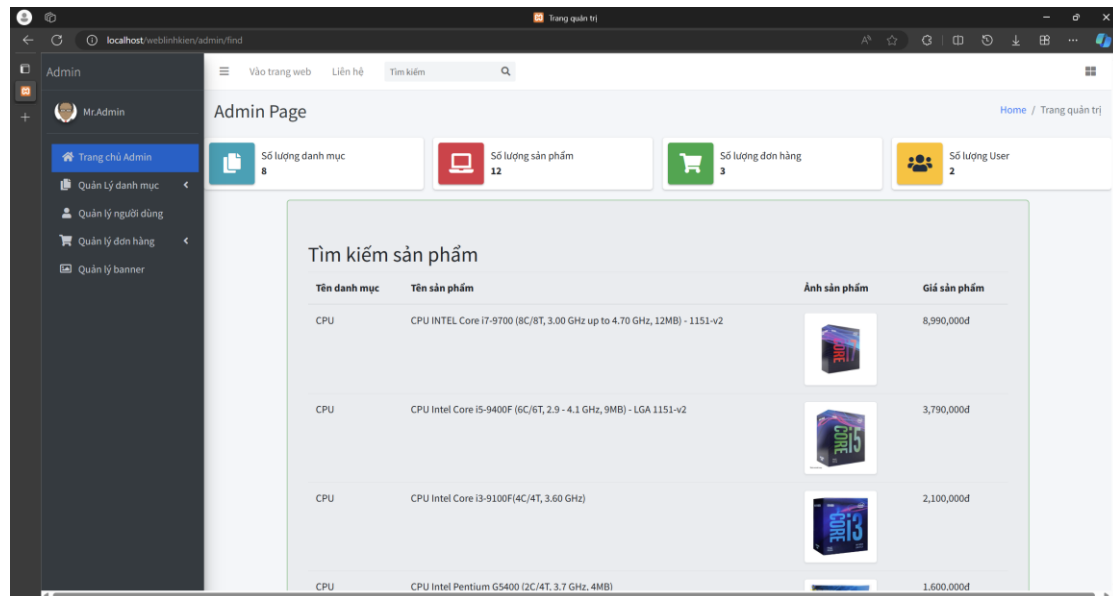 Trang quản trị
localhost/weblinhkien/admin/find
Admin
Vào trang web Liên hệ Tìm kiếm
Mr.Admin
Admin Page
Home / Trang quản trị
Trang chủ Admin
Quản Lý danh mục
Quản lý người dùng
Quản lý đơn hàng
Quản lý banner
Số lượng danh mục
8
Số lượng sản phẩm
12
Số lượng đơn hàng
3
Số lượng User
2
Tìm kiếm sản phẩm
Tên danh mục Tên sản phẩm Ảnh sản phẩm Giá sản phẩm
CPU CPU INTEL Core i7-9700 (8C/8T, 3.00 GHz up to 4.70 GHz, 12MB) - 1151-v2 8,990,000đ
CORE i7
CPU CPU Intel Core i5-9400F (6C/6T, 2.9 - 4.1 GHz, 9MB) - LGA 1151-v2 3,790,000đ
CORE i5
CPU CPU Intel Core i3-9100F(4C/4T, 3.60 GHz) 2,100,000đ
CORE i3
CPU CPU Intel Pentium G5400 (2C/4T, 3.7 GHz, 4MB) 1,600,000đ